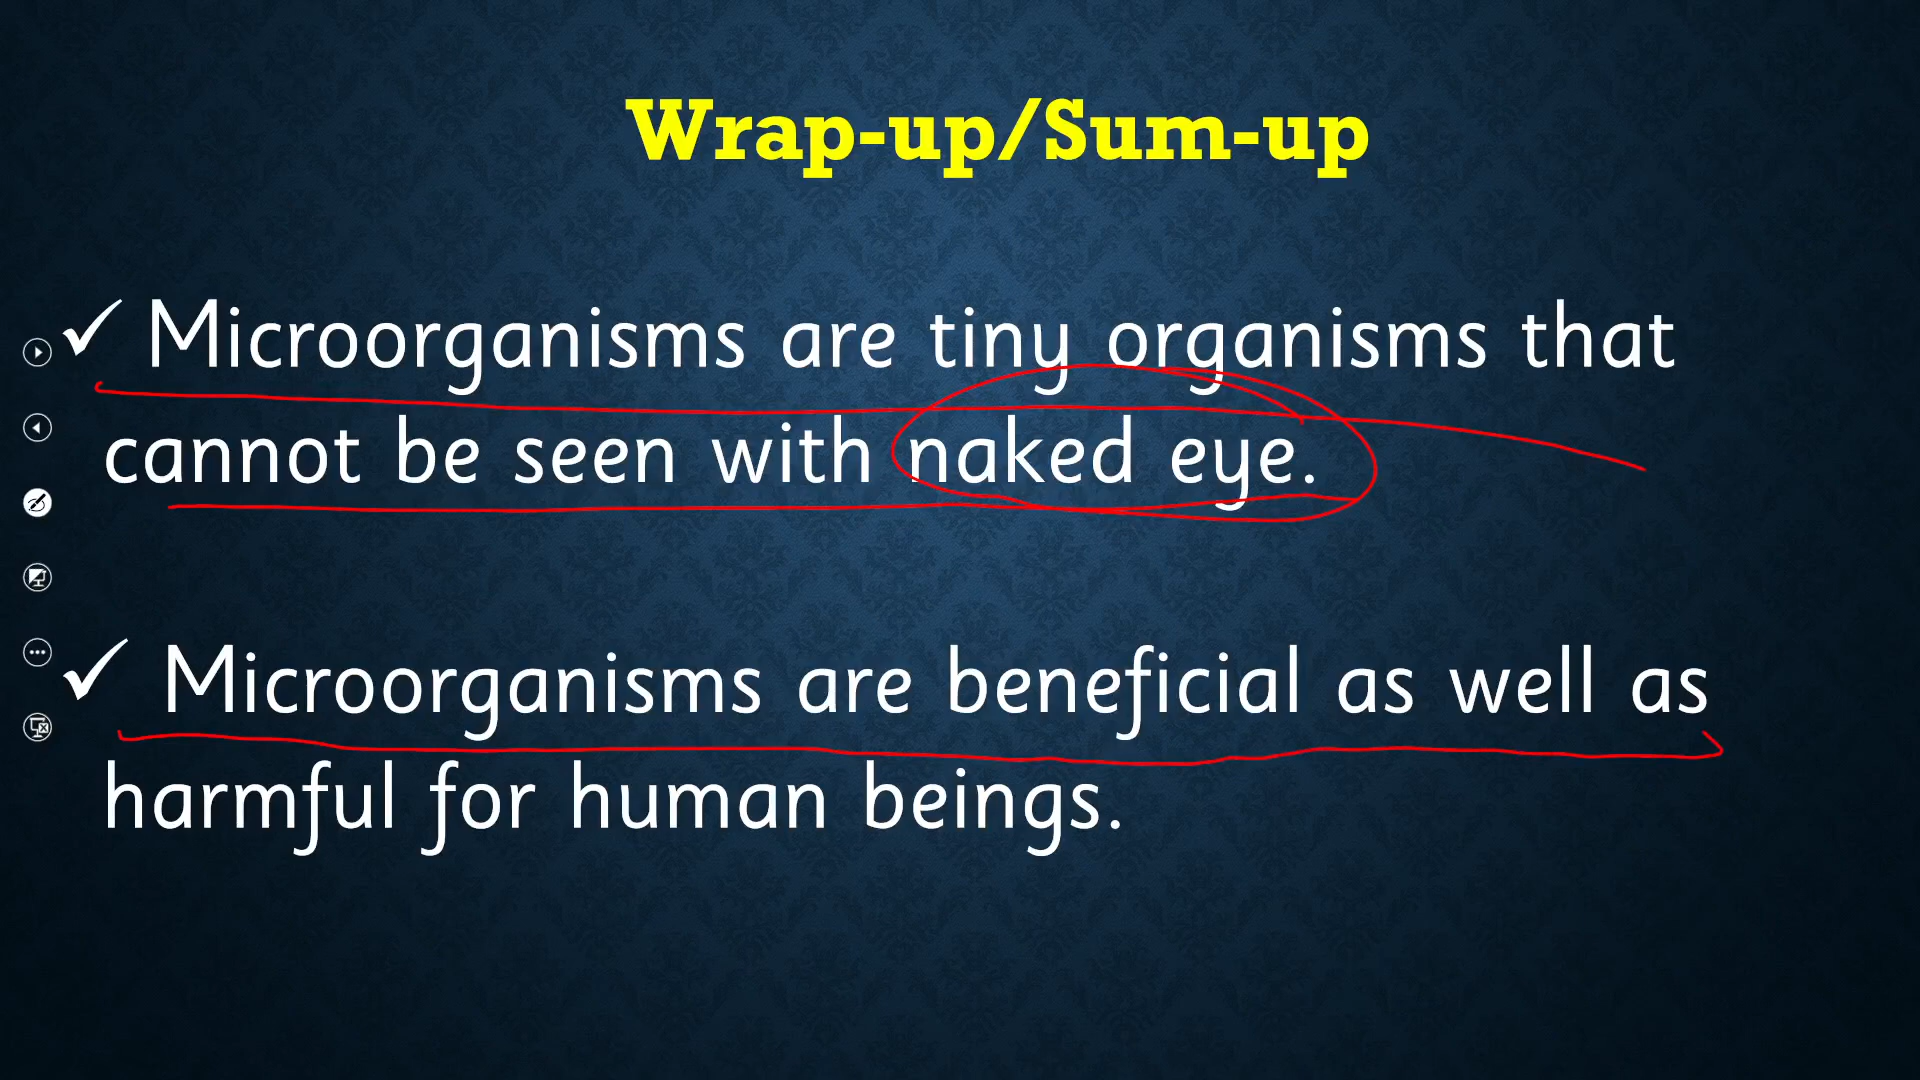 Wrap-up/Sum-up
✓ Microorganisms are tiny organisms that
cannot be seen with naked eye.
✓ Microorganisms are beneficial as well as
harmful for human beings.